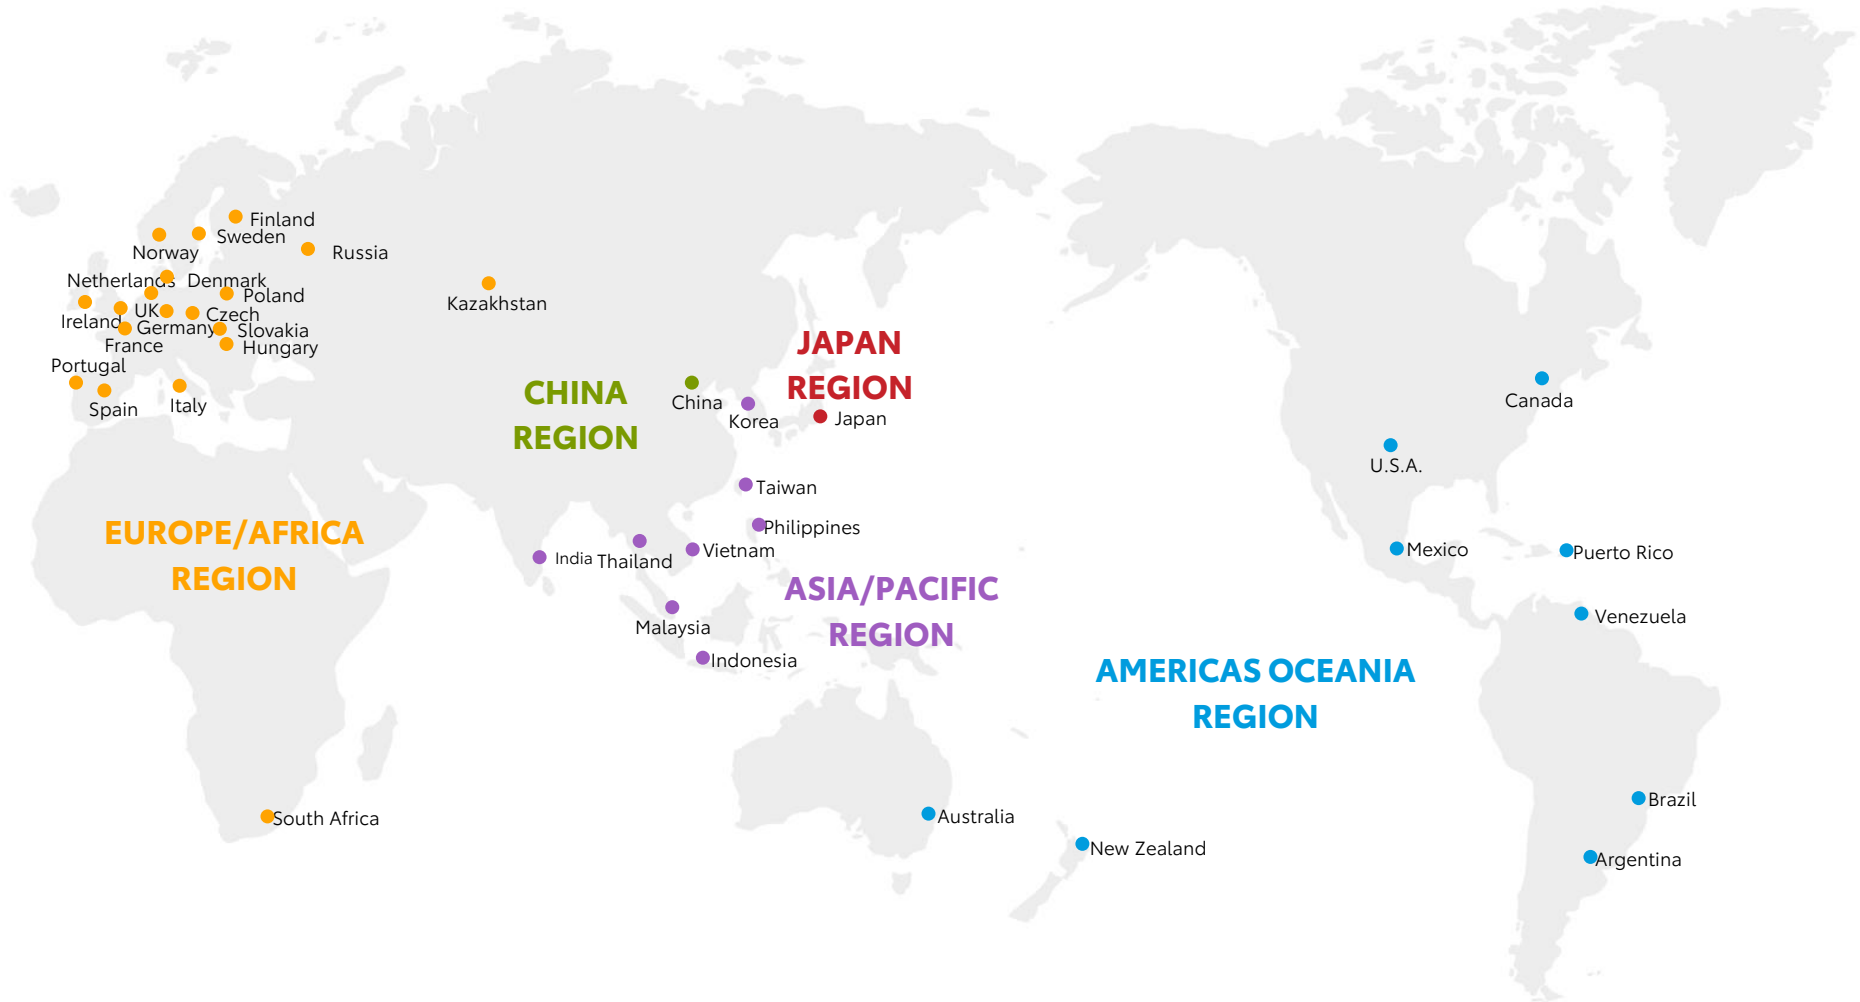 Finland
Sweden
Norway
Russia
Netherlands
Denmark
Poland
Kazakhstan
Ireland
UK
Czech
Germany
Slovakia
France
Hungary
Portugal
Spain
Italy
JAPAN
REGION
Japan
CHINA
REGION
China
Korea
Canada
U.S.A.
Taiwan
Philippines
EUROPE/AFRICA
REGION
India
Thailand
Vietnam
Mexico
Puerto Rico
ASIA/PACIFIC
REGION
Malaysia
Indonesia
Venezuela
AMERICAS OCEANIA
REGION
South Africa
Australia
New Zealand
Brazil
Argentina